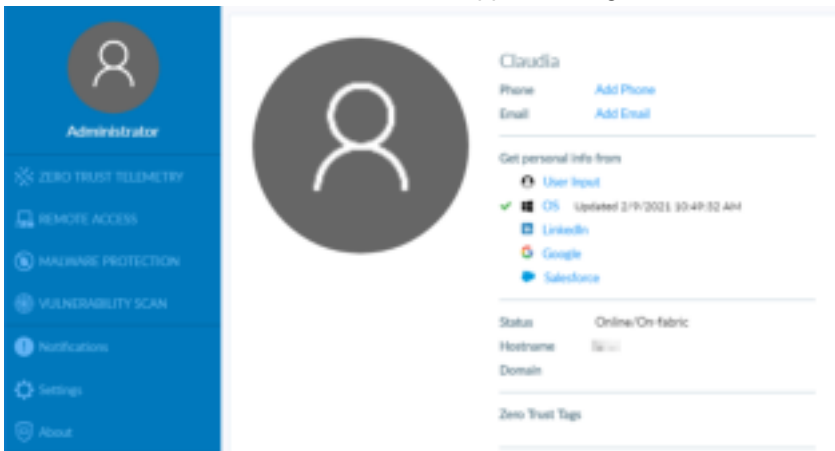 Administrator
ZERO TRUST TELEMETRY
REMOTE ACCESS
MALWARE PROTECTION
VULNERABILITY SCAN
Notifications
Settings
About
Claudia
Phone Add Phone
Email Add Email
Get personal info from
User Input
OS Updated 2/9/2021 10:49:32 AM
LinkedIn
Google
Salesforce
Status Online/On-fabric
Hostname
Domain
Zero Trust Tags